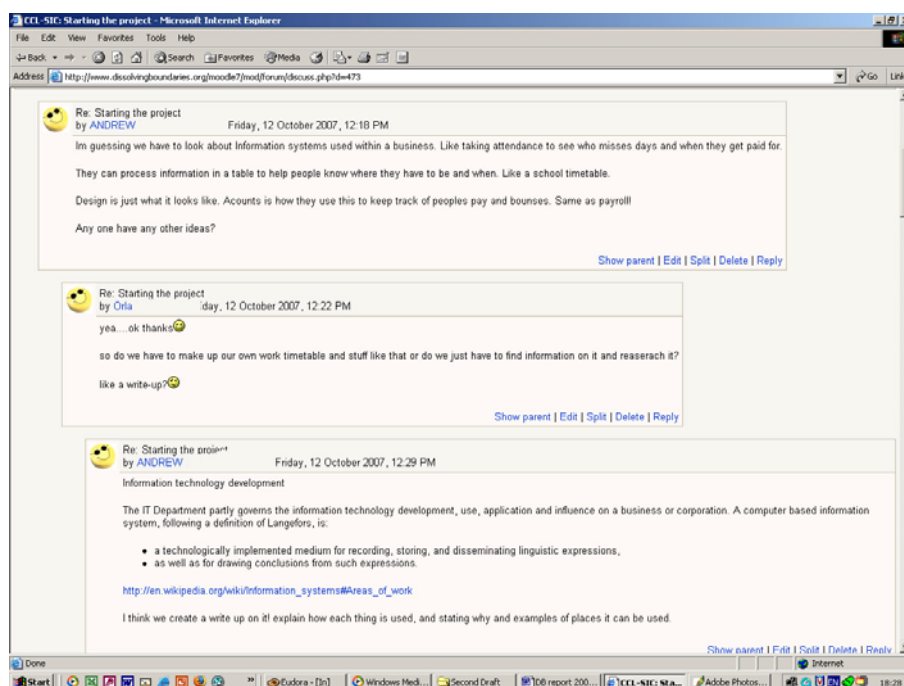 CCL-SIC: Starting the project - Microsoft Internet Explorer
File Edit View Favorites Tools Help
Back Search Favorites Media
Address http://www.dissolvingboundaries.org/moodle7/mod/forum/discuss.php?d=473 Go Link
Re: Starting the project
by ANDREW Friday, 12 October 2007, 12:18 PM
Im guessing we have to look about Information systems used within a business. Like taking attendance to see who misses days and when they get paid for.
They can process information in a table to help people know where they have to be and when. Like a school timetable.
Design is just what it looks like. Acounts is how they use this to keep track of peoples pay and bounses. Same as payroll!
Any one have any other ideas?
Show parent | Edit | Split | Delete | Reply
Re: Starting the project
by Orla day, 12 October 2007, 12:22 PM
yea....ok thanks
so do we have to make up our own work timetable and stuff like that or do we just have to find information on it and reaserach it?
like a write-up?
Show parent | Edit | Split | Delete | Reply
Re: Starting the project
by ANDREW Friday, 12 October 2007, 12:29 PM
Information technology development
The IT Department partly governs the information technology development, use, application and influence on a business or corporation. A computer based information
system, following a definition of Langefors, is:
• a technologically implemented medium for recording, storing, and disseminating linguistic expressions,
• as well as for drawing conclusions from such expressions.
http://en.wikipedia.org/wiki/Information_systems#Areas_of_work
I think we create a write up on it! explain how each thing is used, and stating why and examples of places it can be used.
Show parent | Edit | Split | Delete | Reply
Done Internet
Start » Eudora - [In] Windows Medi... Second Draft DB report 200... CCL-SIC: Sta... Adobe Photos... 18:28